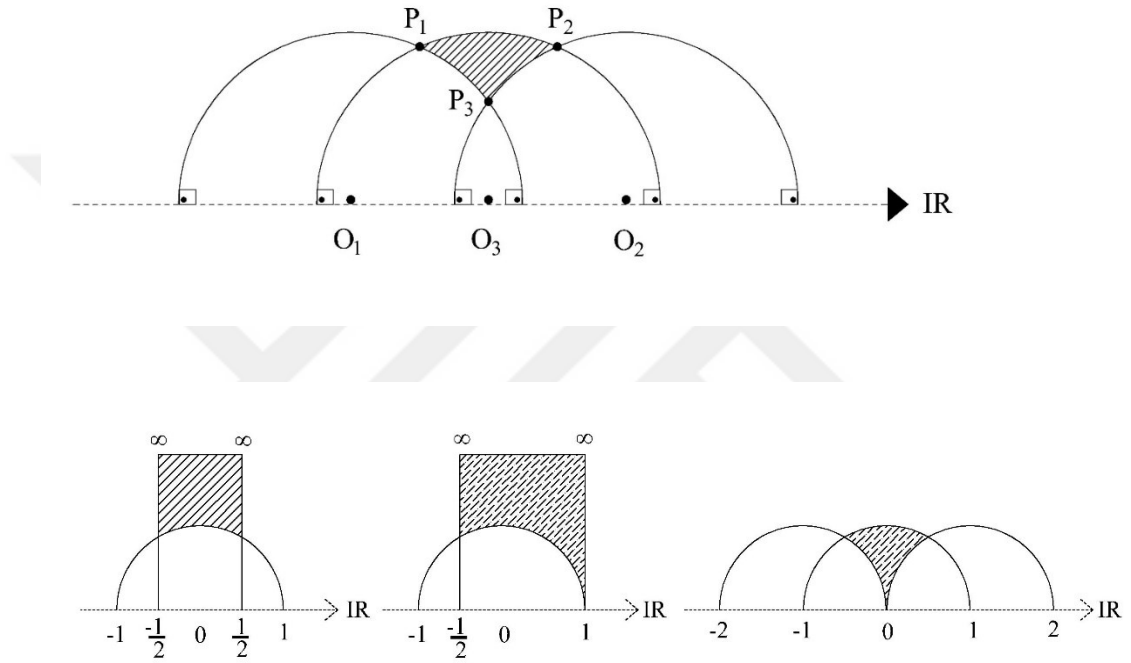 P₁ P₂
P₃
IR
O₁ O₃ O₂
∞ ∞ ∞ ∞
IR IR IR
-1 -1/2 0 1/2 1 -1 -1/2 0 1 -2 -1 0 1 2